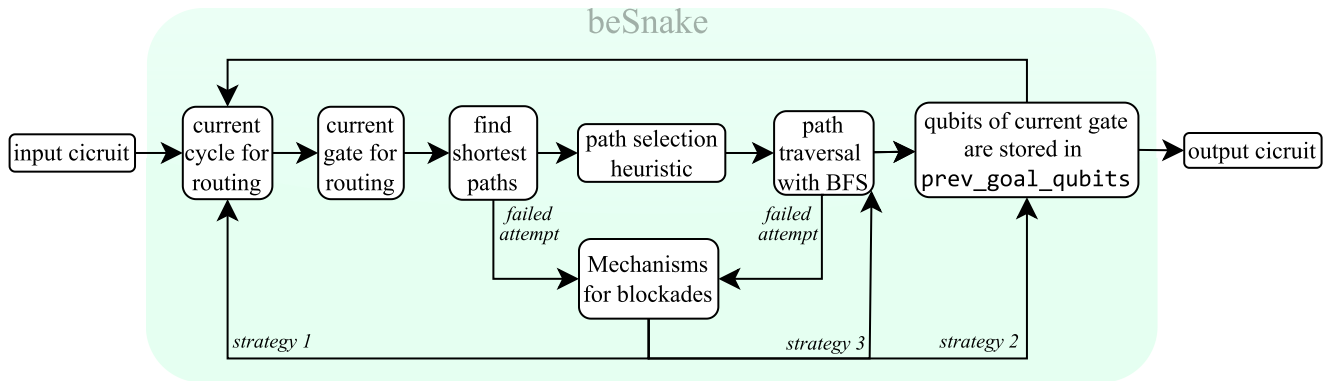 beSnake
input cicruit
current
cycle for
routing
current
gate for
routing
find
shortest
paths
path selection
heuristic
path
traversal
with BFS
qubits of current gate
are stored in
prev_goal_qubits
output cicruit
failed
attempt
failed
attempt
Mechanisms
for blockades
strategy 1
strategy 3
strategy 2